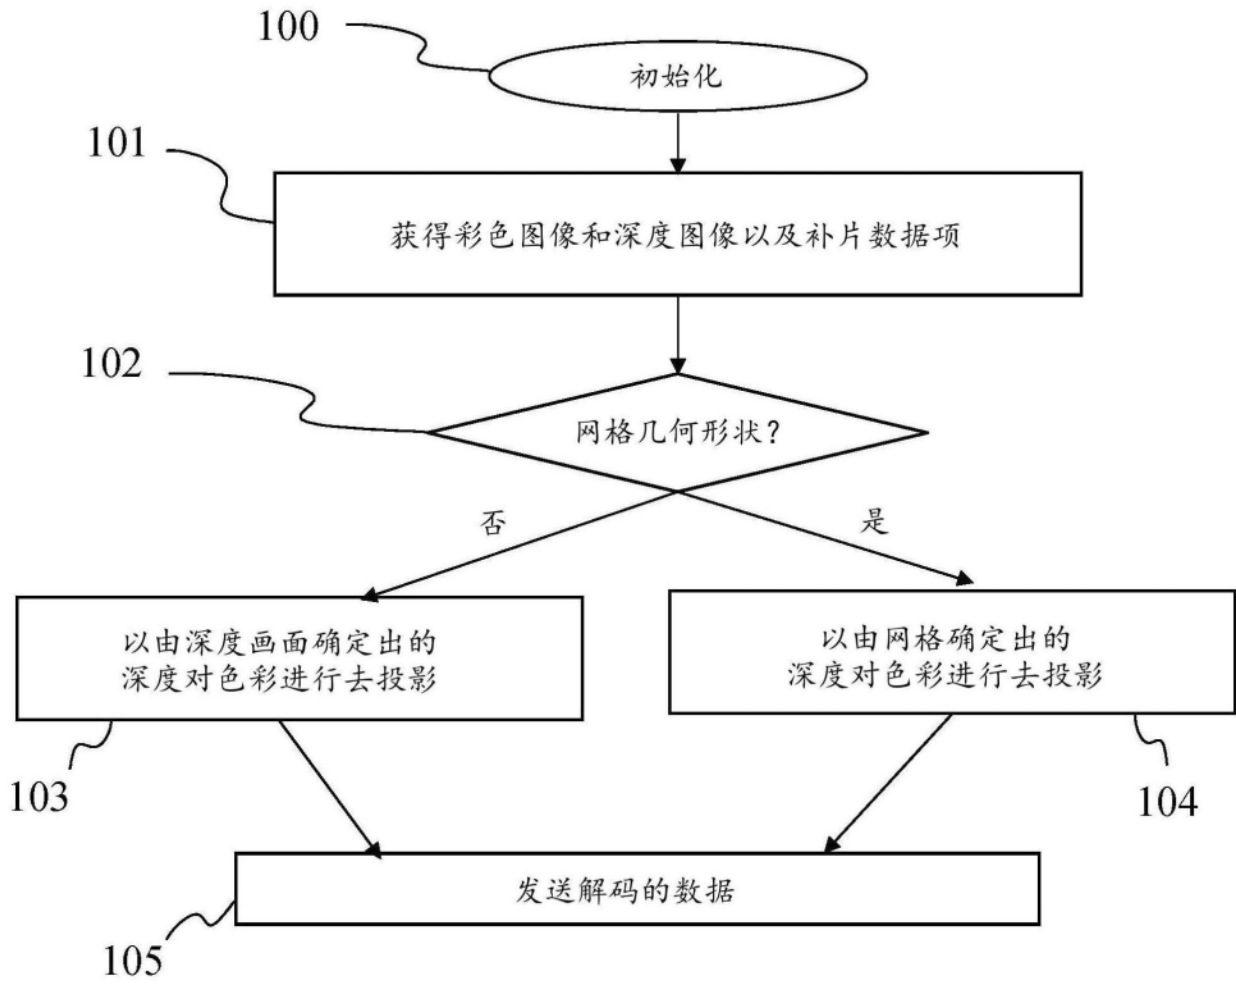 100
初始化
101
获得彩色图像和深度图像以及补片数据项
102
网格几何形状?
否
是
以由深度画面确定出的
深度对色彩进行去投影
以由网格确定出的
深度对色彩进行去投影
103
104
发送解码的数据
105